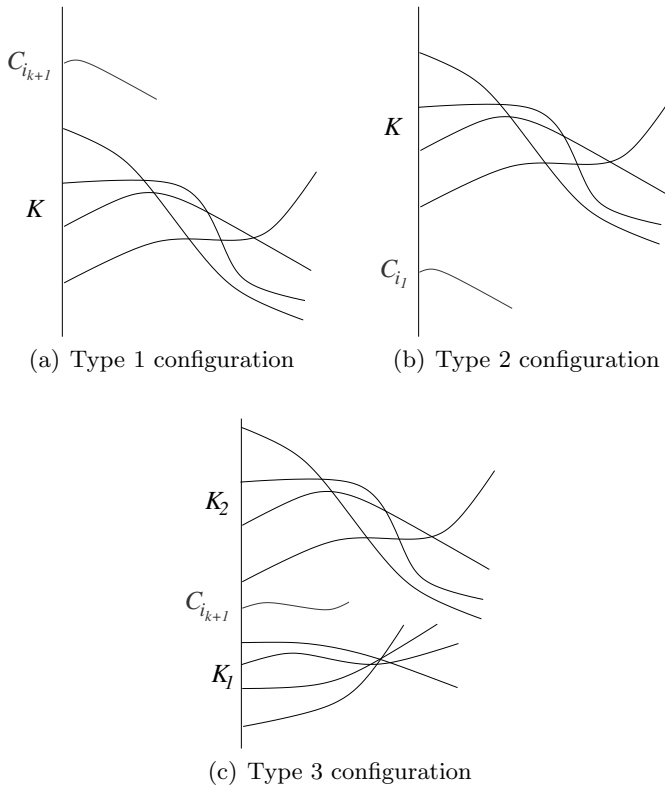 C_{i_{k+1}}
K
(a) Type 1 configuration
K
C_{i_1}
(b) Type 2 configuration
K_2
C_{i_{k+1}}
K_1
(c) Type 3 configuration